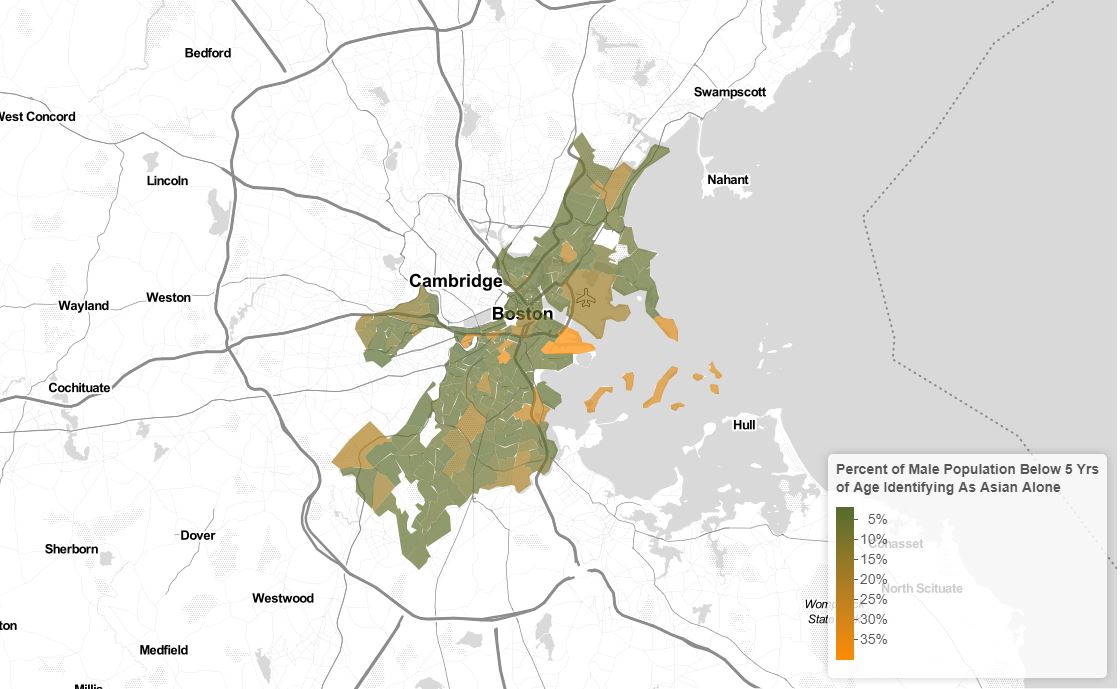 Bedford
Swampscott
West Concord
Lincoln
Nahant
Cambridge
Weston
Wayland
Boston
Cochituate
Hull
Percent of Male Population Below 5 Yrs
of Age Identifying As Asian Alone
5%
10%
15%
20%
25%
30%
35%
Cohasset
North Scituate
Sherborn
Dover
Westwood
State
Medfield
Millis